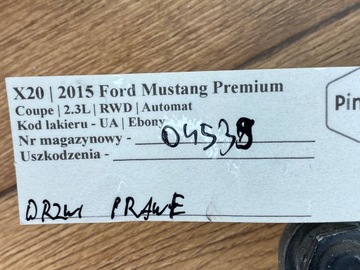 X20 | 2015 Ford Mustang Premium
Coupe | 2.3L | RWD | Automat
Kod lakieru - UA | Ebony
Nr magazynowy -
Uszkodzenia -
Pin
DRZWI PRAWE